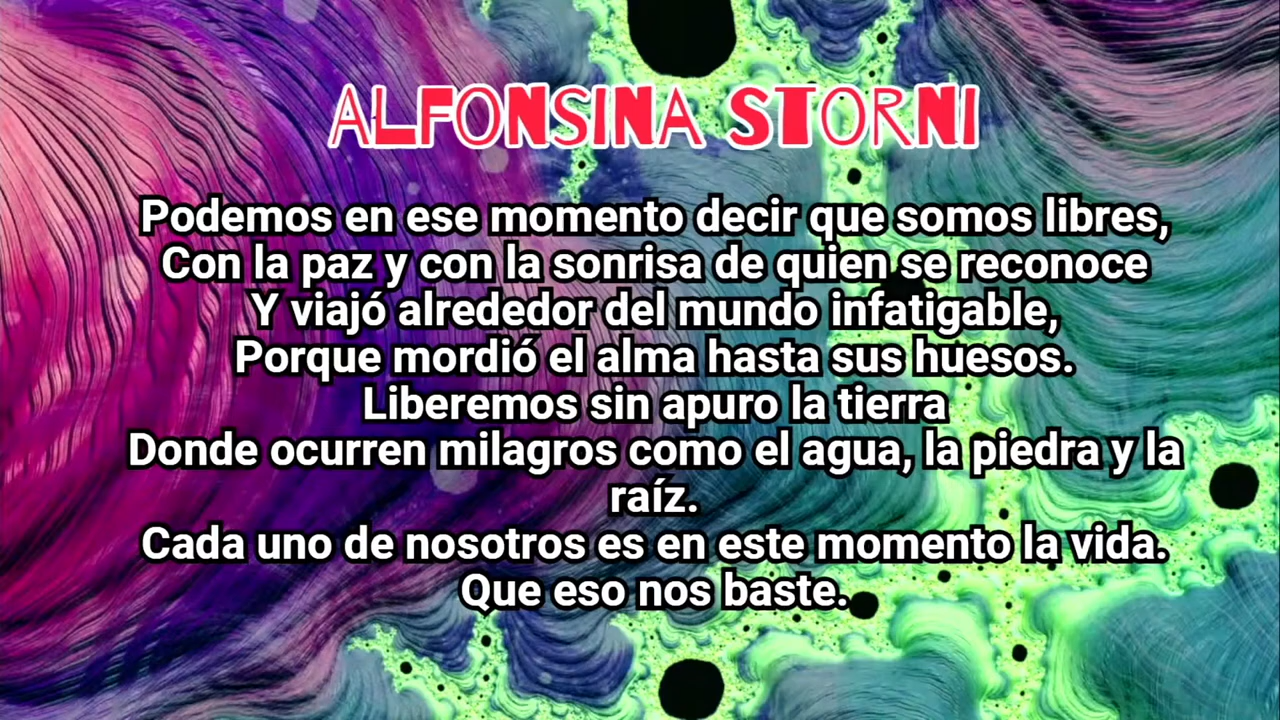 ALFONSINA STORNI
Podemos en ese momento decir que somos libres,
Con la paz y con la sonrisa de quien se reconoce
Y viajó alrededor del mundo infatigable,
Porque mordió el alma hasta sus huesos.
Liberemos sin apuro la tierra
Donde ocurren milagros como el agua, la piedra y la
raíz.
Cada uno de nosotros es en este momento la vida.
Que eso nos baste.